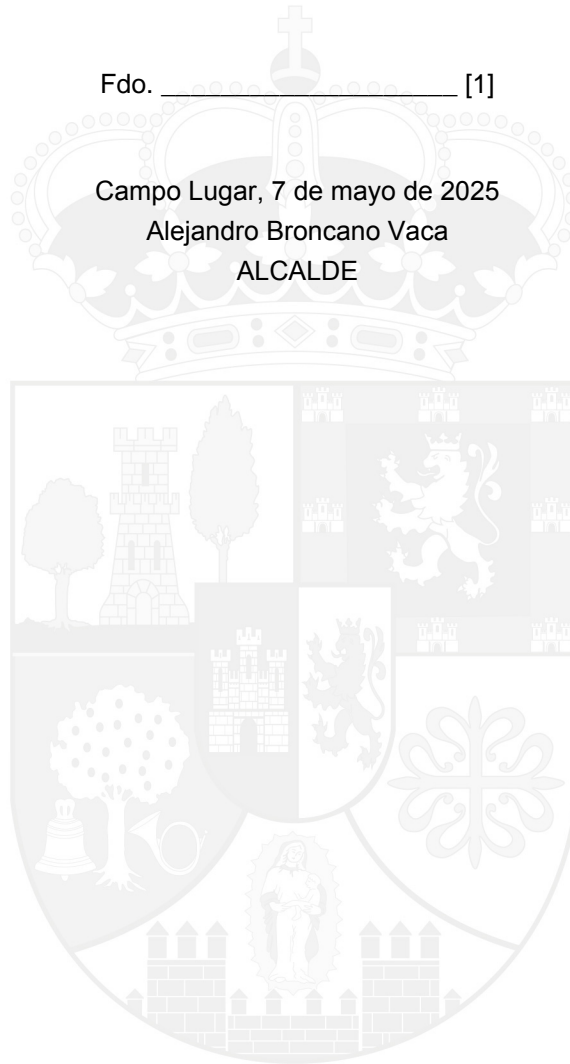 Fdo. ____________________ [1]
Campo Lugar, 7 de mayo de 2025
Alejandro Broncano Vaca
ALCALDE